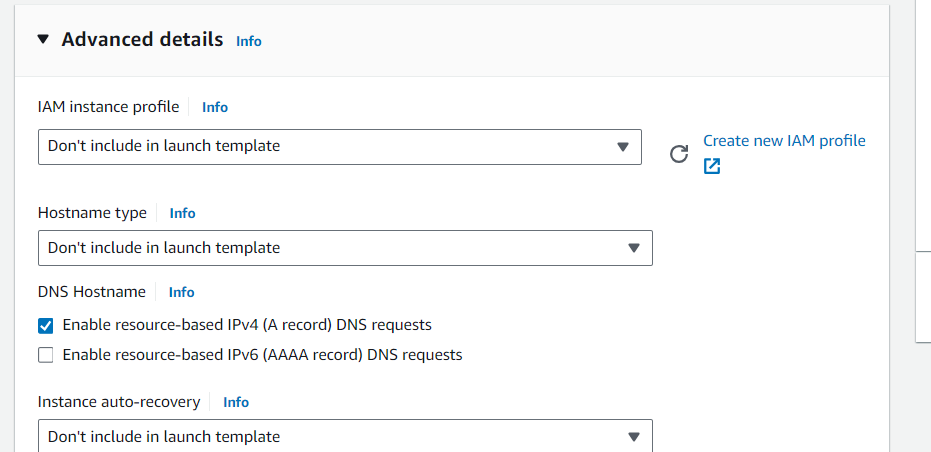 Advanced details Info
IAM instance profile Info
Don't include in launch template
Create new IAM profile
Hostname type Info
Don't include in launch template
DNS Hostname Info
Enable resource-based IPv4 (A record) DNS requests
Enable resource-based IPv6 (AAAA record) DNS requests
Instance auto-recovery Info
Don't include in launch template